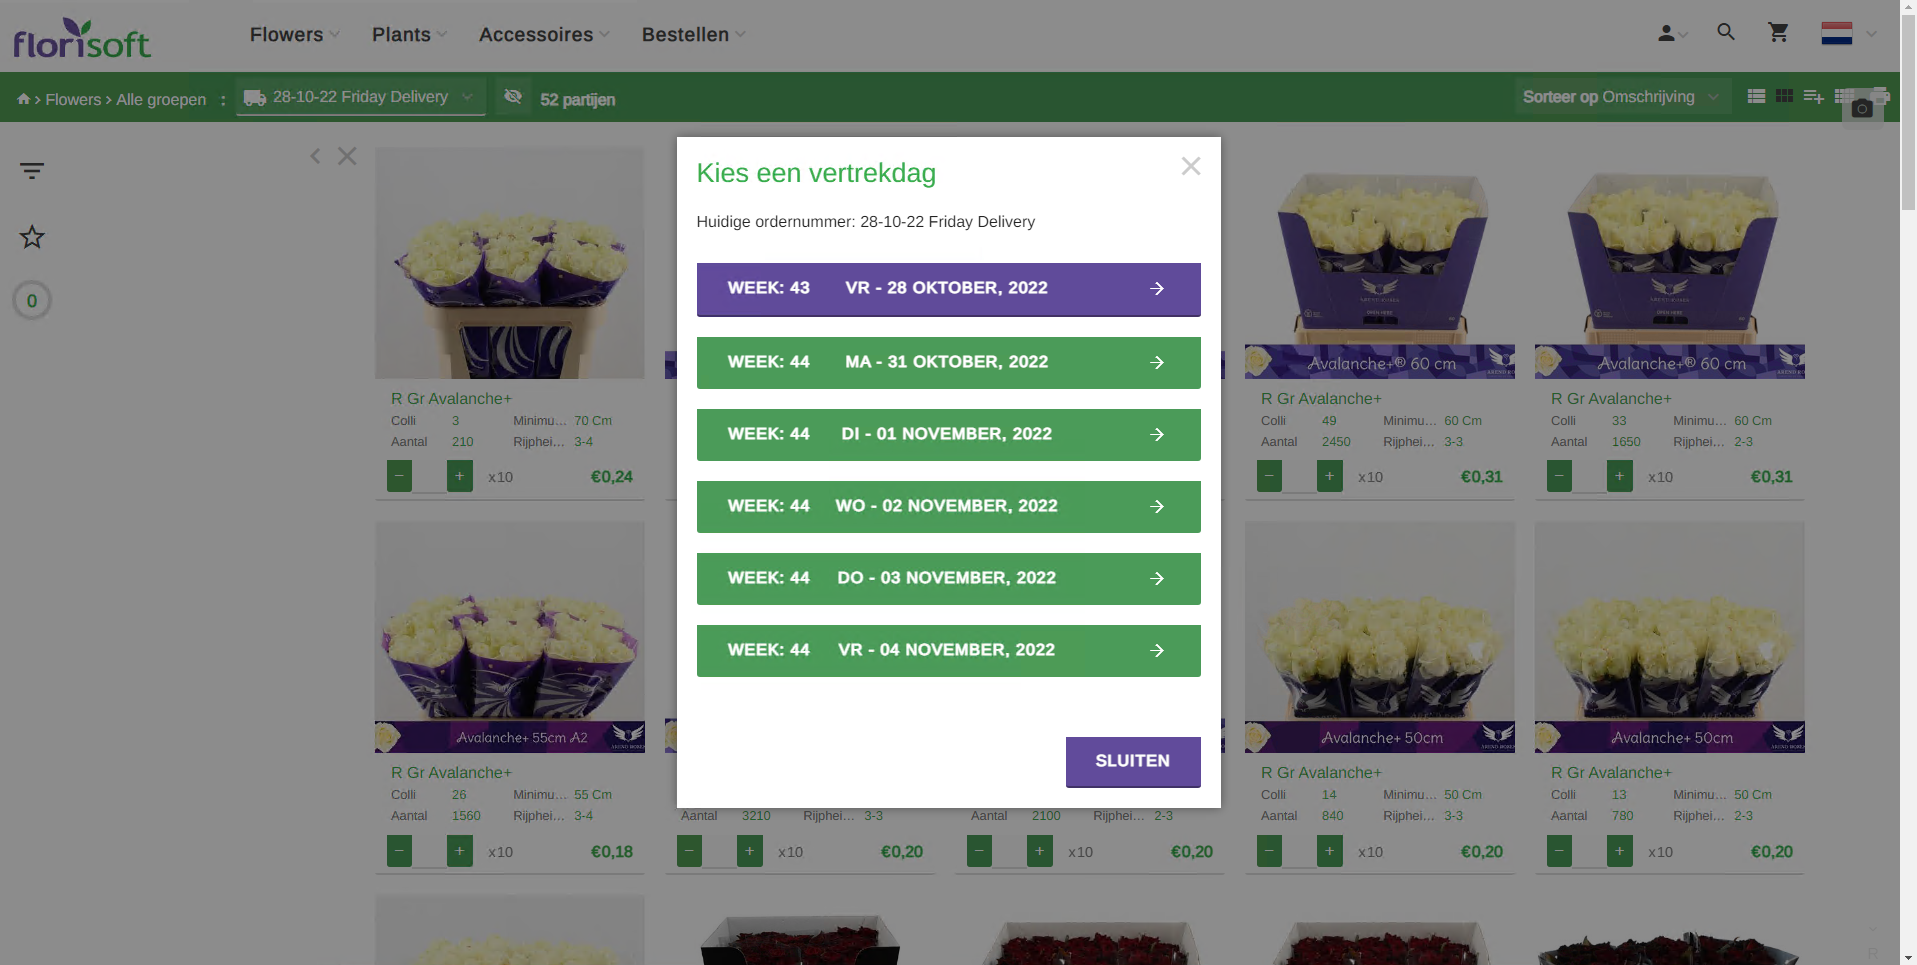 florisoft
Flowers Plants Accessoires Bestellen
Flowers > Alle groepen : 28-10-22 Friday Delivery 52 partijen Sorteer op Omschrijving
Kies een vertrekdag
Huidige ordernummer: 28-10-22 Friday Delivery
WEEK: 43 VR - 28 OKTOBER, 2022
WEEK: 44 MA - 31 OKTOBER, 2022
WEEK: 44 DI - 01 NOVEMBER, 2022
WEEK: 44 WO - 02 NOVEMBER, 2022
WEEK: 44 DO - 03 NOVEMBER, 2022
WEEK: 44 VR - 04 NOVEMBER, 2022
SLUITEN
0
R Gr Avalanche+
Colli 3 Minimu... 70 Cm
Aantal 210 Rijphei... 3-4
− + x10 €0,24
Avalanche+® 60 cm
R Gr Avalanche+
Colli 49 Minimu... 60 Cm
Aantal 2450 Rijphei... 3-3
− + x10 €0,31
Avalanche+® 60 cm
R Gr Avalanche+
Colli 33 Minimu... 60 Cm
Aantal 1650 Rijphei... 2-3
− + x10 €0,31
Avalanche+ 55cm A2
R Gr Avalanche+
Colli 26 Minimu... 55 Cm
Aantal 1560 Rijphei... 3-4
− + x10 €0,18
Aantal 3210 Rijphei... 3-3
− + x10 €0,20
Aantal 2100 Rijphei... 2-3
− + x10 €0,20
Avalanche+ 50cm
R Gr Avalanche+
Colli 14 Minimu... 50 Cm
Aantal 840 Rijphei... 3-3
− + x10 €0,20
Avalanche+ 50cm
R Gr Avalanche+
Colli 13 Minimu... 50 Cm
Aantal 780 Rijphei... 2-3
− + x10 €0,20